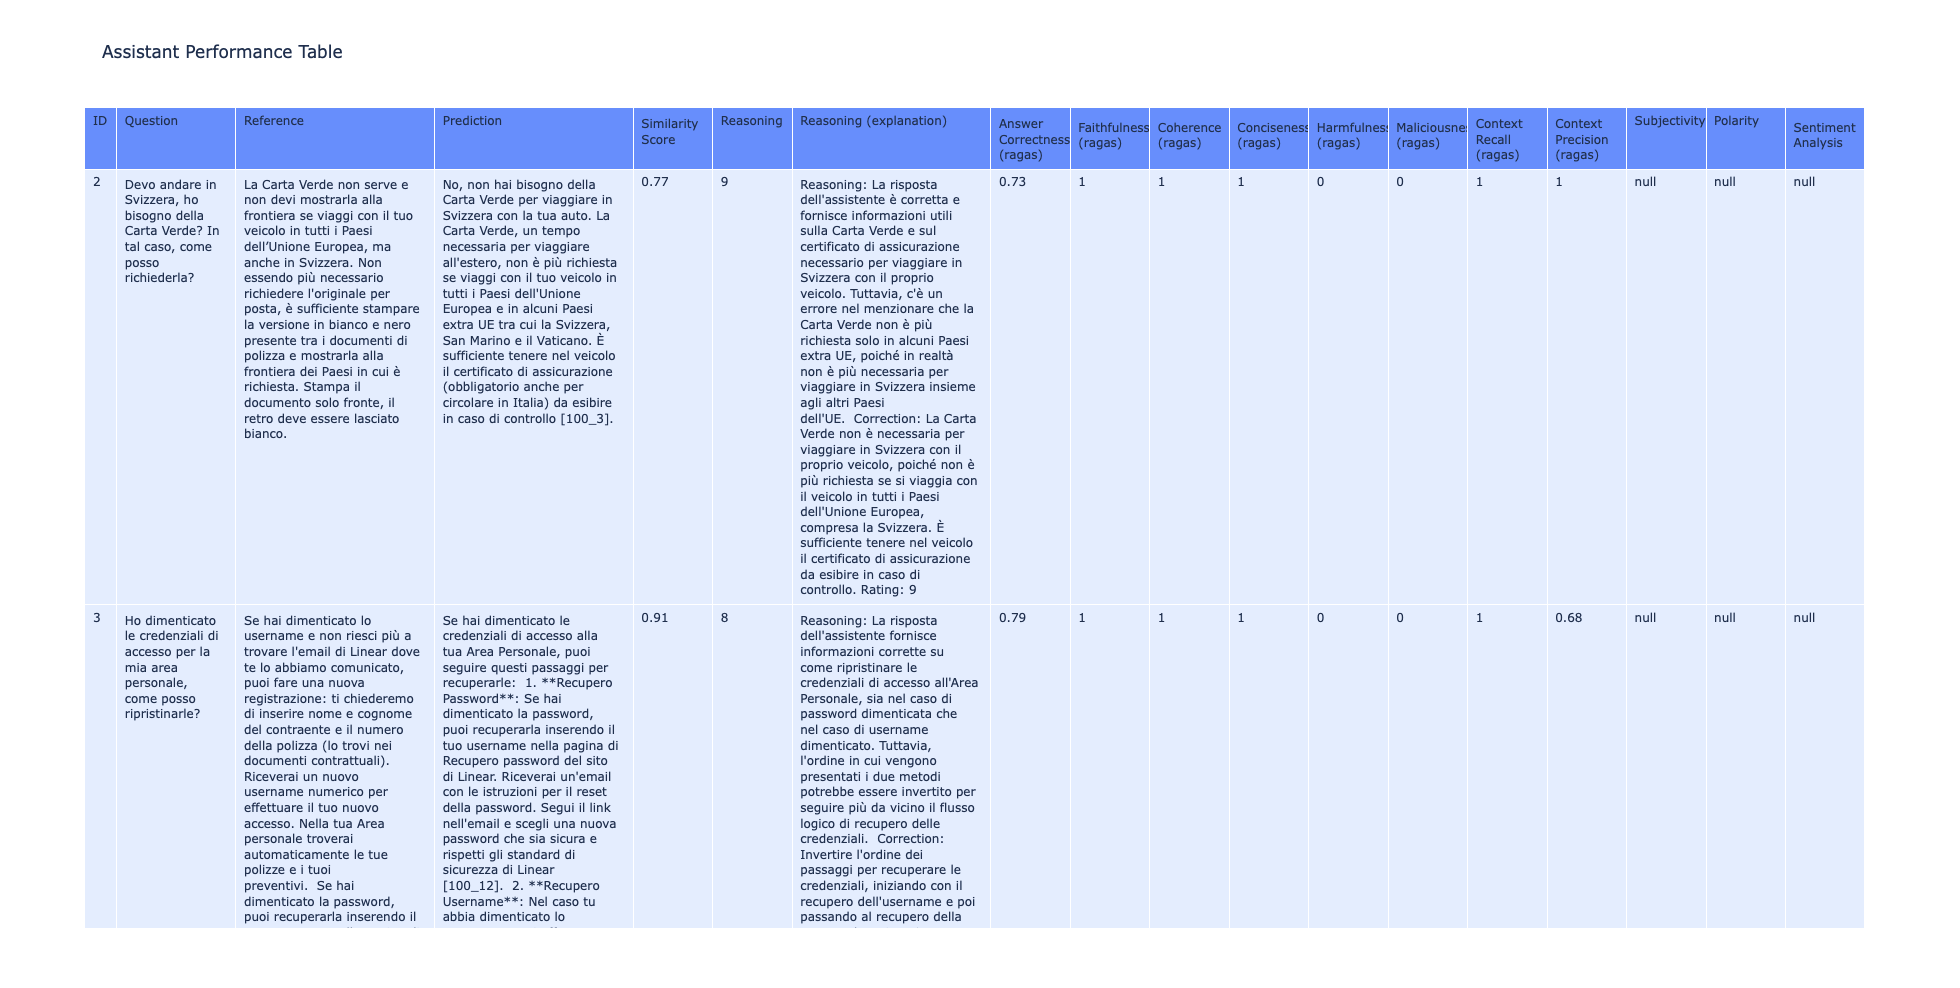 Assistant Performance Table
ID
Question
Reference
Prediction
Similarity
Score
Reasoning
Reasoning (explanation)
Answer
Correctness
(ragas)
Faithfulness
(ragas)
Coherence
(ragas)
Conciseness
(ragas)
Harmfulness
(ragas)
Maliciousnes
(ragas)
Context
Recall
(ragas)
Context
Precision
(ragas)
Subjectivity
Polarity
Sentiment
Analysis
2
Devo andare in
Svizzera, ho
bisogno della
Carta Verde? In
tal caso, come
posso
richiederla?
La Carta Verde non serve e
non devi mostrarla alla
frontiera se viaggi con il tuo
veicolo in tutti i Paesi
dell’Unione Europea, ma
anche in Svizzera. Non
essendo più necessario
richiedere l'originale per
posta, è sufficiente stampare
la versione in bianco e nero
presente tra i documenti di
polizza e mostrarla alla
frontiera dei Paesi in cui è
richiesta. Stampa il
documento solo fronte, il
retro deve essere lasciato
bianco.
No, non hai bisogno della
Carta Verde per viaggiare in
Svizzera con la tua auto. La
Carta Verde, un tempo
necessaria per viaggiare
all'estero, non è più richiesta
se viaggi con il tuo veicolo in
tutti i Paesi dell'Unione
Europea e in alcuni Paesi
extra UE tra cui la Svizzera,
San Marino e il Vaticano. È
sufficiente tenere nel veicolo
il certificato di assicurazione
(obbligatorio anche per
circolare in Italia) da esibire
in caso di controllo [100_3].
0.77
9
Reasoning: La risposta
dell'assistente è corretta e
fornisce informazioni utili
sulla Carta Verde e sul
certificato di assicurazione
necessario per viaggiare in
Svizzera con il proprio
veicolo. Tuttavia, c'è un
errore nel menzionare che la
Carta Verde non è più
richiesta solo in alcuni Paesi
extra UE, poiché in realtà
non è più necessaria per
viaggiare in Svizzera insieme
agli altri Paesi
dell'UE.  Correction: La Carta
Verde non è necessaria per
viaggiare in Svizzera con il
proprio veicolo, poiché non è
più richiesta se si viaggia con
il veicolo in tutti i Paesi
dell'Unione Europea,
compresa la Svizzera. È
sufficiente tenere nel veicolo
il certificato di assicurazione
da esibire in caso di
controllo. Rating: 9
0.73
1
1
1
0
0
1
1
null
null
null
3
Ho dimenticato
le credenziali di
accesso per la
mia area
personale,
come posso
ripristinarle?
Se hai dimenticato lo
username e non riesci più a
trovare l'email di Linear dove
te lo abbiamo comunicato,
puoi fare una nuova
registrazione: ti chiederemo
di inserire nome e cognome
del contraente e il numero
della polizza (lo trovi nei
documenti contrattuali).
Riceverai un nuovo
username numerico per
effettuare il tuo nuovo
accesso. Nella tua Area
personale troverai
automaticamente le tue
polizze e i tuoi
preventivi.  Se hai
dimenticato la password,
puoi recuperarla inserendo il
Se hai dimenticato le
credenziali di accesso alla
tua Area Personale, puoi
seguire questi passaggi per
recuperarle:  1. **Recupero
Password**: Se hai
dimenticato la password,
puoi recuperarla inserendo il
tuo username nella pagina di
Recupero password del sito
di Linear. Riceverai un'email
con le istruzioni per il reset
della password. Segui il link
nell'email e scegli una nuova
password che sia sicura e
rispetti gli standard di
sicurezza di Linear
[100_12].  2. **Recupero
Username**: Nel caso tu
abbia dimenticato lo
0.91
8
Reasoning: La risposta
dell'assistente fornisce
informazioni corrette su
come ripristinare le
credenziali di accesso all'Area
Personale, sia nel caso di
password dimenticata che
nel caso di username
dimenticato. Tuttavia,
l'ordine in cui vengono
presentati i due metodi
potrebbe essere invertito per
seguire più da vicino il flusso
logico di recupero delle
credenziali.  Correction:
Invertire l'ordine dei
passaggi per recuperare le
credenziali, iniziando con il
recupero dell'username e poi
passando al recupero della
0.79
1
1
1
0
0
1
0.68
null
null
null